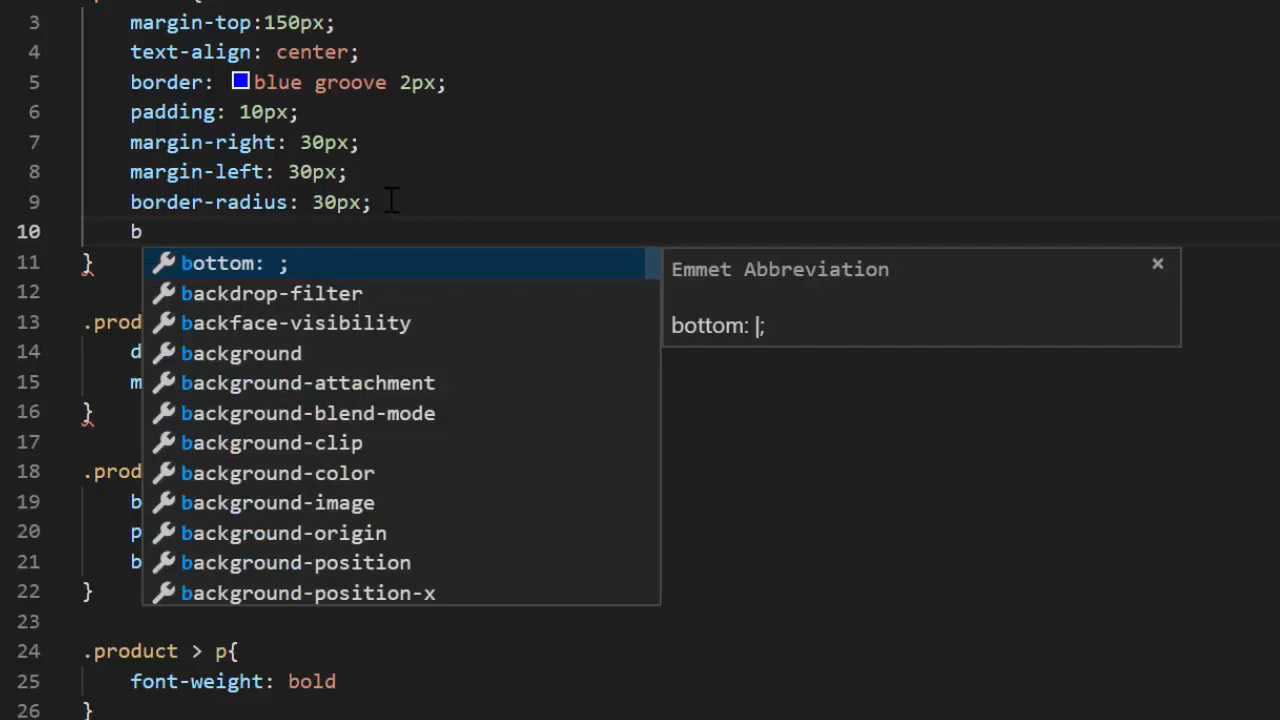 3 margin-top:150px;
4 text-align: center;
5 border: blue groove 2px;
6 padding: 10px;
7 margin-right: 30px;
8 margin-left: 30px;
9 border-radius: 30px;
10 b
11 }
bottom: ;
backdrop-filter
backface-visibility
background
background-attachment
background-blend-mode
background-clip
background-color
background-image
background-origin
background-position
background-position-x
Emmet Abbreviation
bottom: |;
12
13 .prod
14 d
15 m
16 }
17
18 .prod
19 b
20 p
21 b
22 }
23
24 .product > p{
25 font-weight: bold
26 }